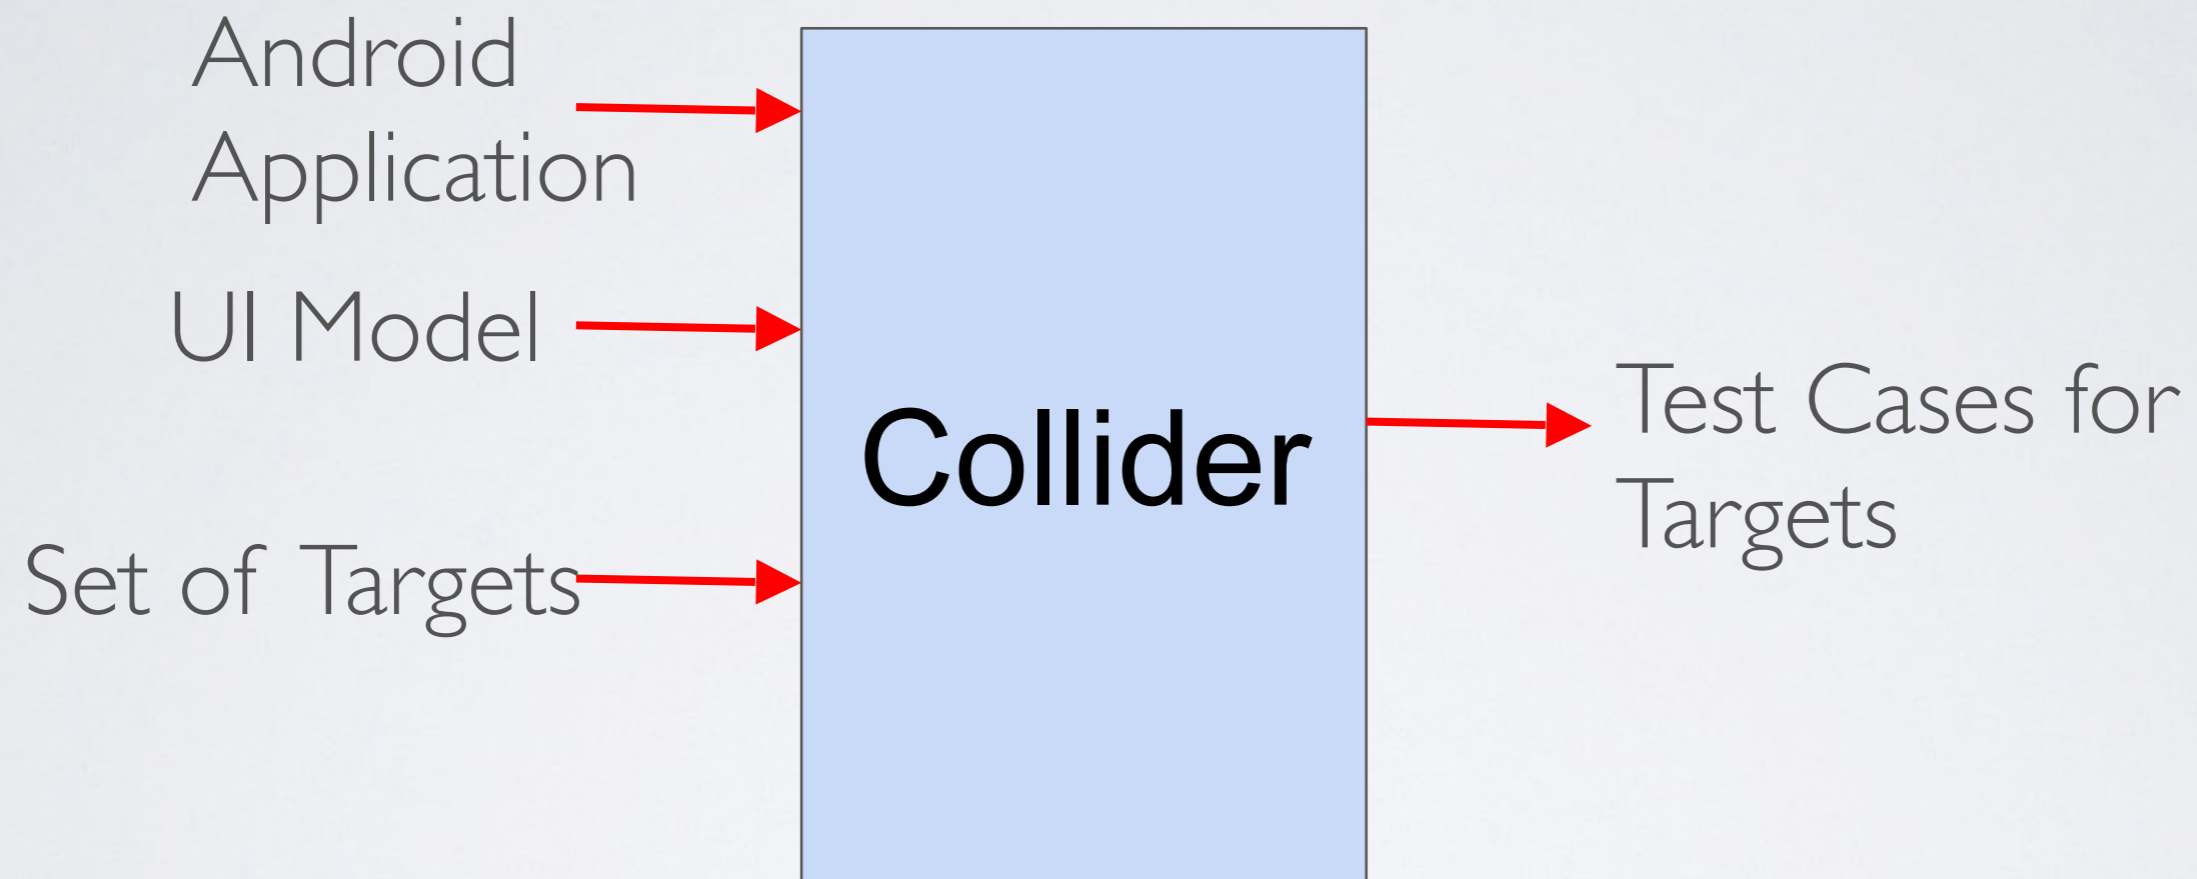 Android
Application
UI Model
Set of Targets
Collider
Test Cases for
Targets